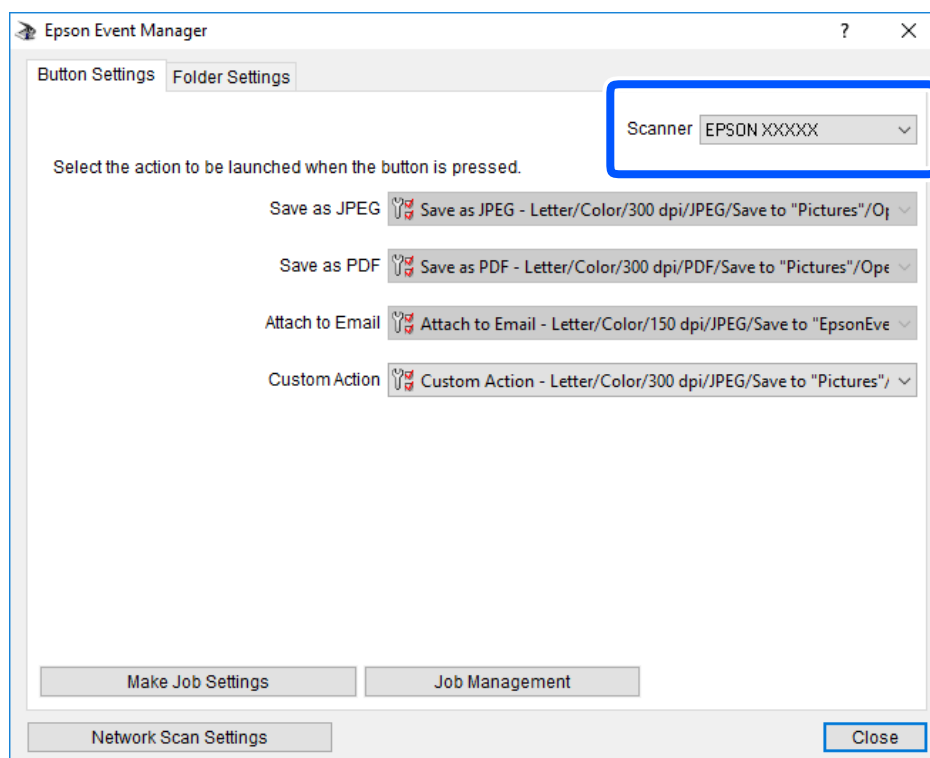 Epson Event Manager
?
Button Settings Folder Settings
Scanner EPSON XXXXX
Select the action to be launched when the button is pressed.
Save as JPEG Save as JPEG - Letter/Color/300 dpi/JPEG/Save to "Pictures"/Op
Save as PDF Save as PDF - Letter/Color/300 dpi/PDF/Save to "Pictures"/Ope
Attach to Email Attach to Email - Letter/Color/150 dpi/JPEG/Save to "EpsonEve
Custom Action Custom Action - Letter/Color/300 dpi/JPEG/Save to "Pictures"/
Make Job Settings Job Management
Network Scan Settings Close